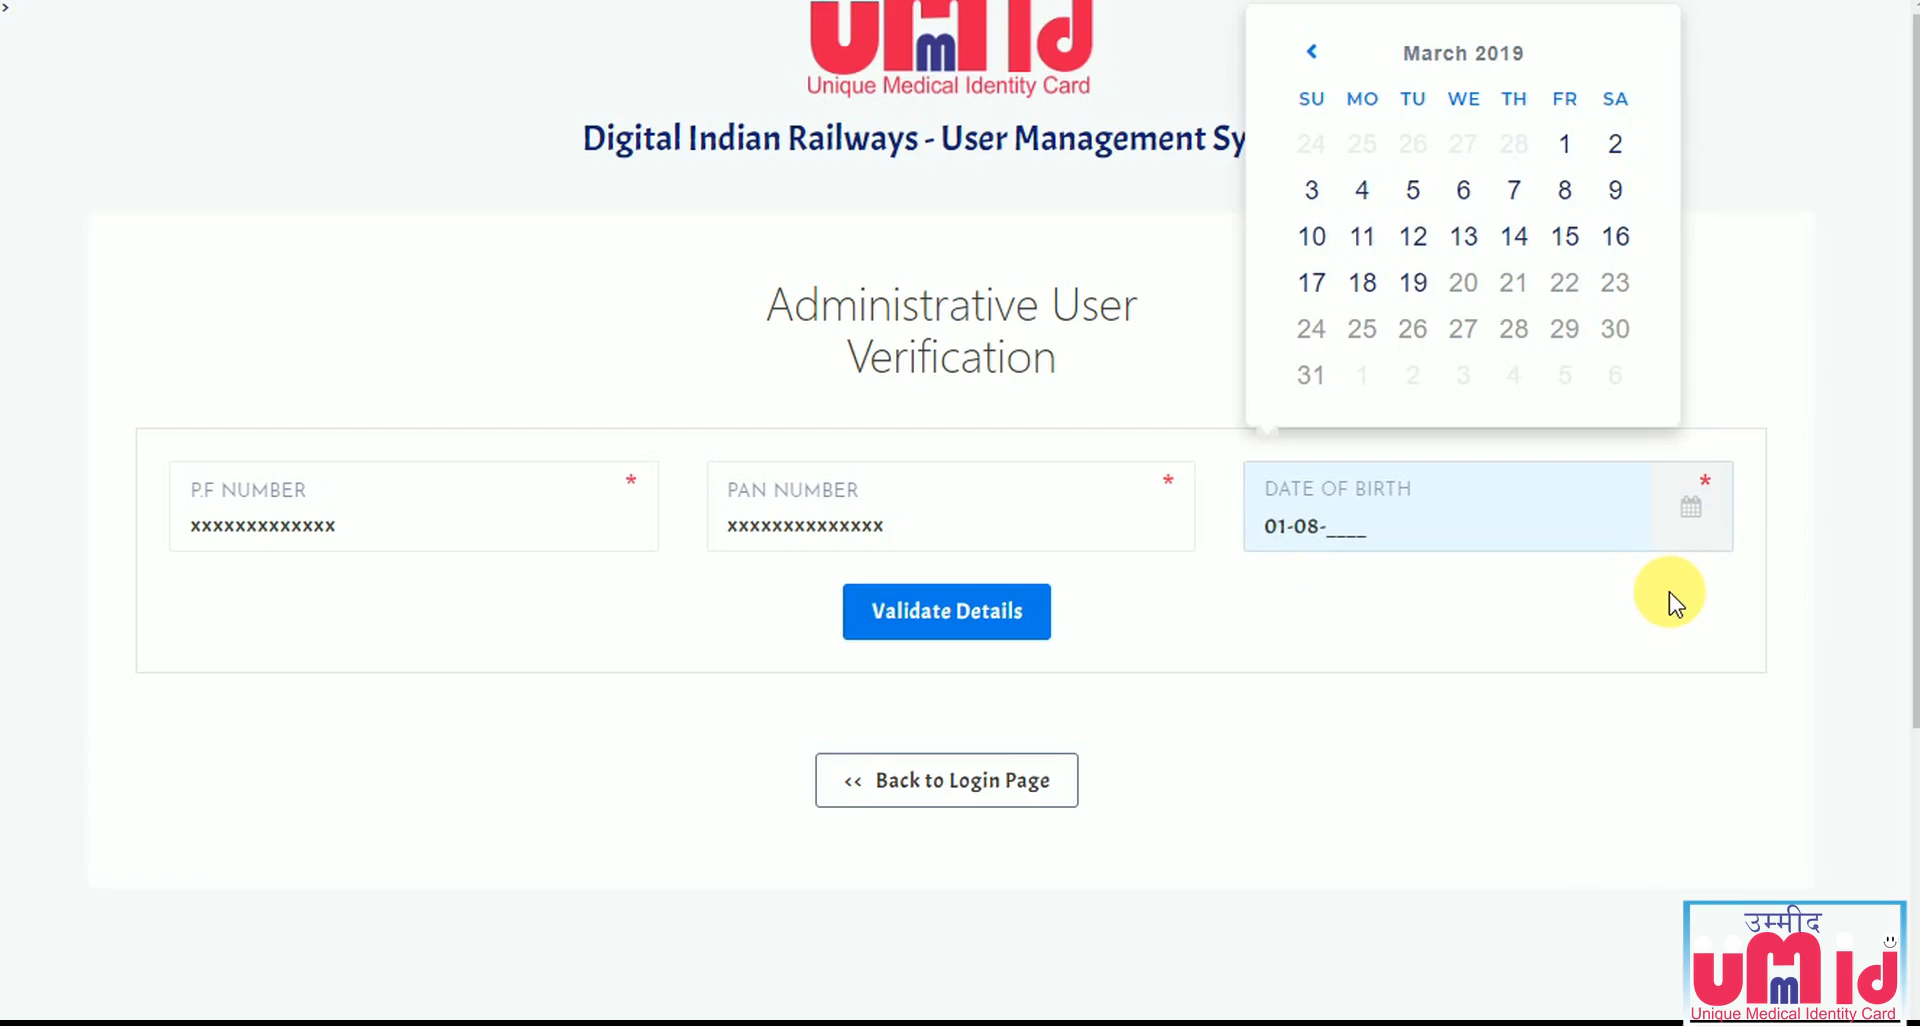 >
UMMId
Unique Medical Identity Card
Digital Indian Railways - User Management Sy
March 2019
SU MO TU WE TH FR SA
24 25 26 27 28 1 2
3 4 5 6 7 8 9
10 11 12 13 14 15 16
17 18 19 20 21 22 23
24 25 26 27 28 29 30
31 1 2 3 4 5 6
Administrative User
Verification
P.F NUMBER *
xxxxxxxxxxxxx
PAN NUMBER *
xxxxxxxxxxxxxx
DATE OF BIRTH *
01-08-____
Validate Details
<< Back to Login Page
उम्मीद
UMMId
Unique Medical Identity Card